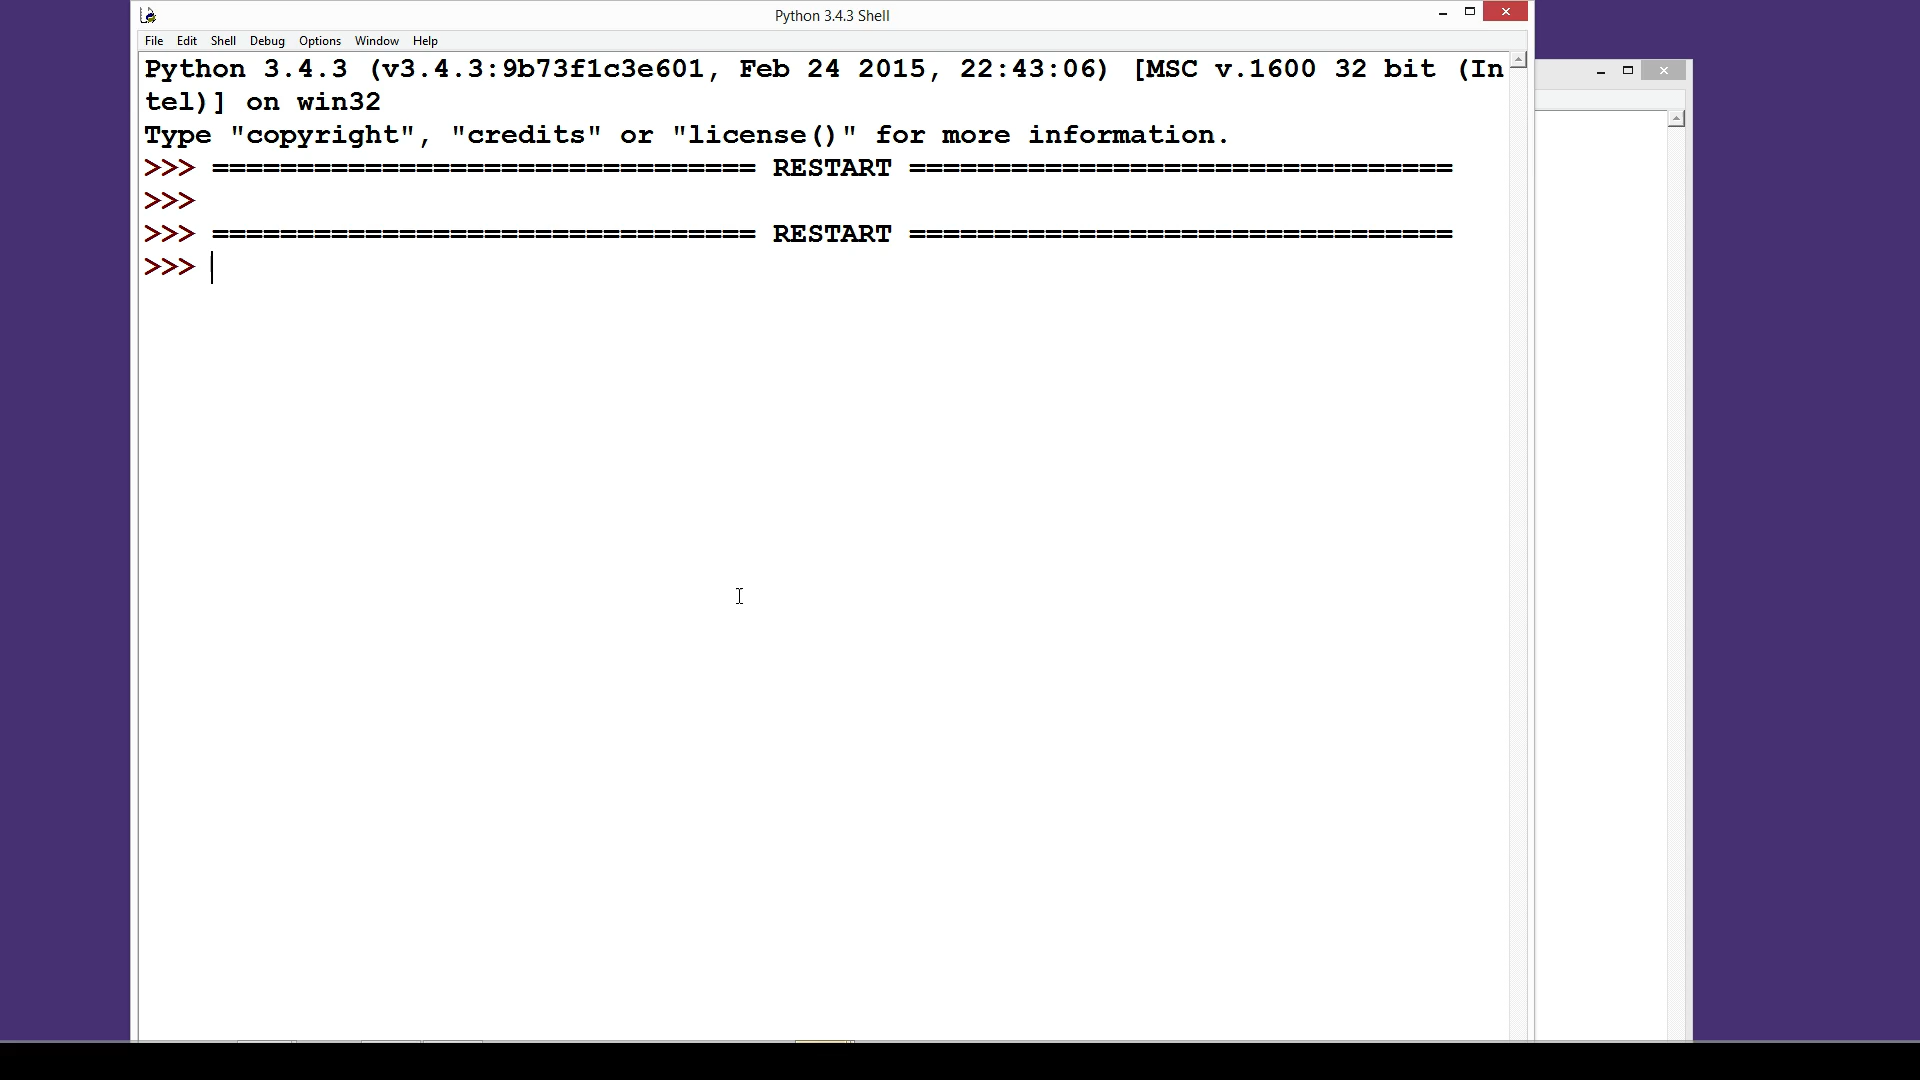 Python 3.4.3 Shell
File Edit Shell Debug Options Window Help
Python 3.4.3 (v3.4.3:9b73f1c3e601, Feb 24 2015, 22:43:06) [MSC v.1600 32 bit (In
tel)] on win32
Type "copyright", "credits" or "license()" for more information.
>>> ================================ RESTART ================================
>>>
>>> ================================ RESTART ================================
>>>